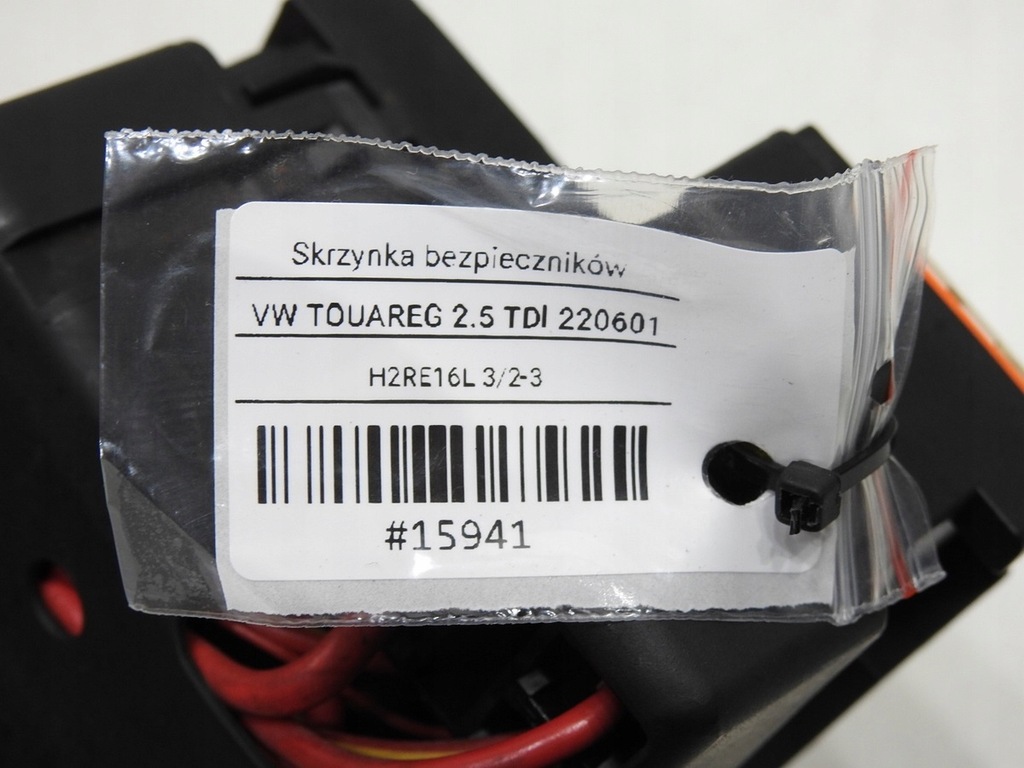 Skrzynka bezpieczników
VW TOUAREG 2.5 TDI 220601
H2RE16L 3/2-3
#15941